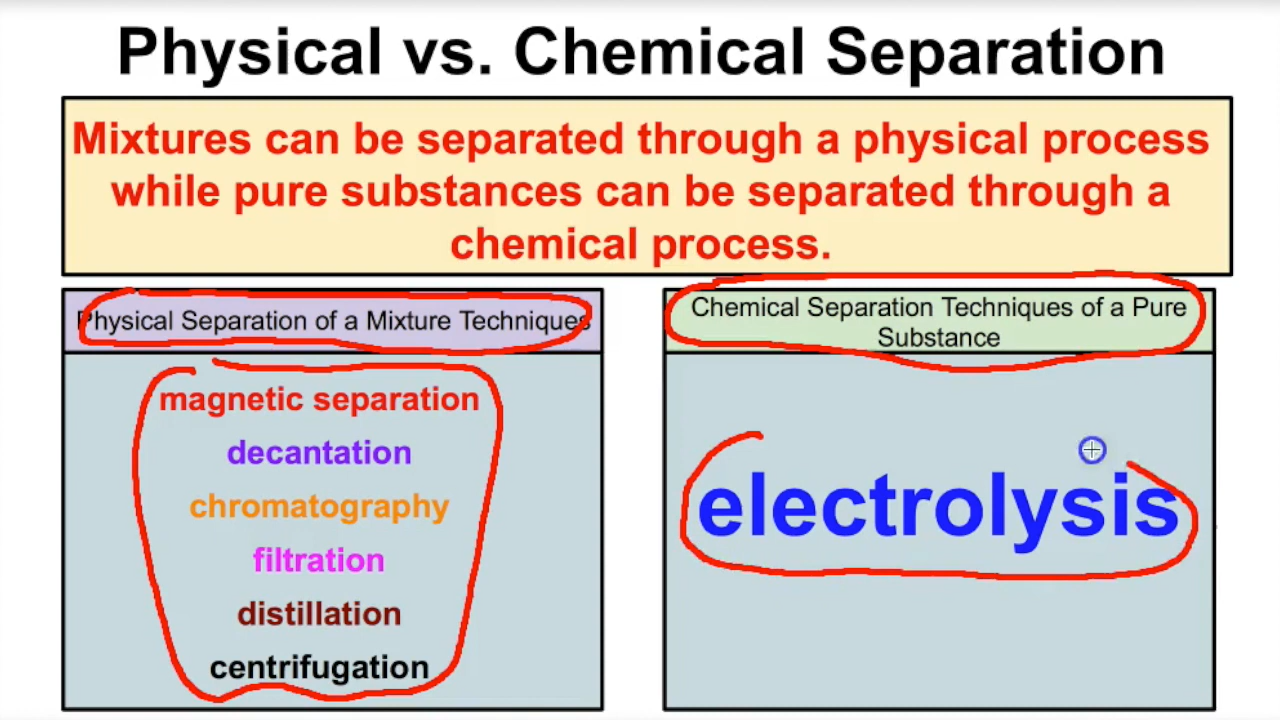 Physical vs. Chemical Separation
Mixtures can be separated through a physical process
while pure substances can be separated through a
chemical process.
Physical Separation of a Mixture Techniques
magnetic separation
decantation
chromatography
filtration
distillation
centrifugation
Chemical Separation Techniques of a Pure
Substance
electrolysis